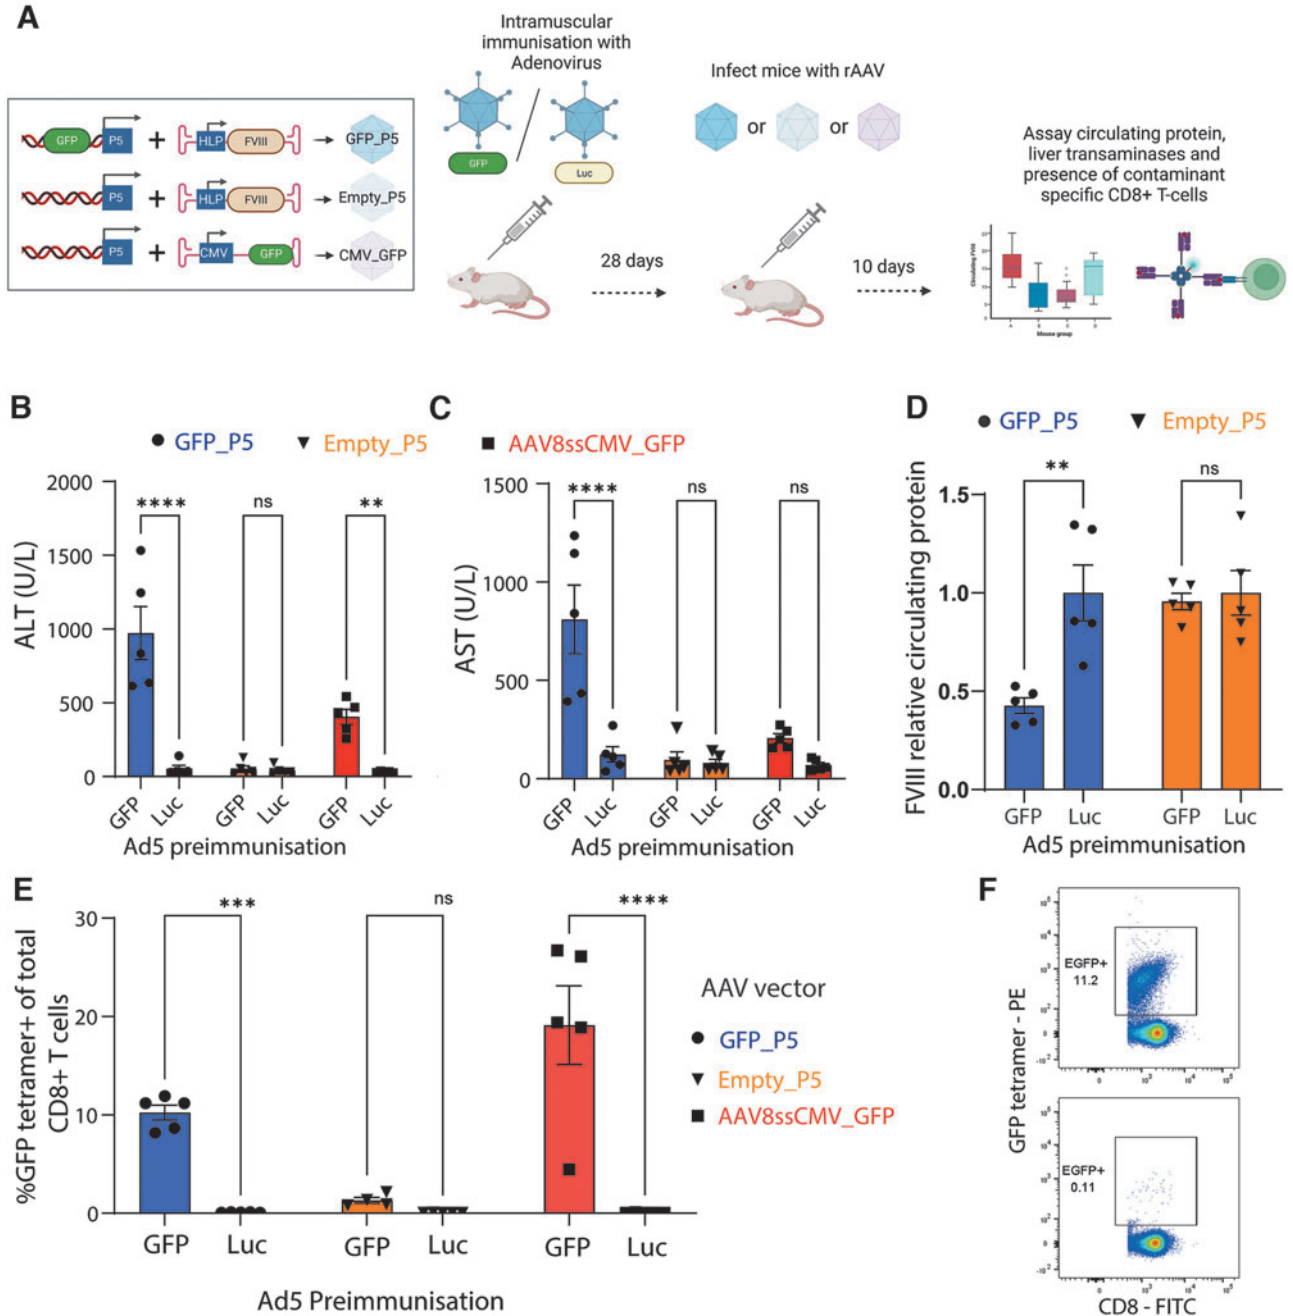 A
Intramuscular
immunisation with
Adenovirus
GFP
Luc
Infect mice with rAAV
or
or
Assay circulating protein,
liver transaminases and
presence of contaminant
specific CD8+ T-cells
GFP P5 + HLP FVIII GFP_P5
P5 + HLP FVIII Empty_P5
P5 + CMV GFP CMV_GFP
28 days
10 days
Circulating FVIII
A B C D
Mouse group
B
GFP_P5
Empty_P5
ALT (U/L)
2000
1500
1000
500
0
****
ns
**
GFP Luc GFP Luc GFP Luc
Ad5 preimmunisation
C
AAV8ssCMV_GFP
AST (U/L)
1500
1000
500
0
****
ns
ns
GFP Luc GFP Luc GFP Luc
Ad5 preimmunisation
D
GFP_P5
Empty_P5
FVIII relative circulating protein
1.5
1.0
0.5
0.0
**
ns
GFP Luc GFP Luc
Ad5 preimmunisation
E
%GFP tetramer+ of total
CD8+ T cells
30
20
10
0
***
ns
****
GFP Luc GFP Luc GFP Luc
Ad5 Preimmunisation
AAV vector
GFP_P5
Empty_P5
AAV8ssCMV_GFP
F
GFP tetramer - PE
EGFP+
11.2
EGFP+
0.11
CD8 - FITC